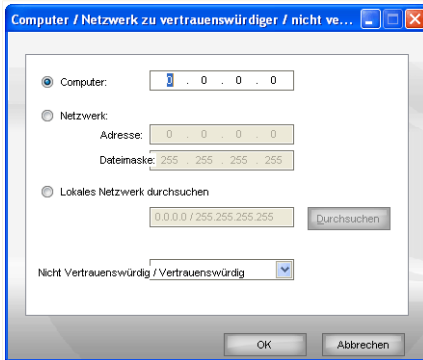 Computer / Netzwerk zu vertrauenswürdiger / nicht ve...
Computer: 0 . 0 . 0 . 0
Netzwerk:
Adresse: 0 . 0 . 0 . 0
Dateimaske: 255 . 255 . 255 . 255
Lokales Netzwerk durchsuchen
0.0.0.0 / 255.255.255.255 Durchsuchen
Nicht Vertrauenswürdig / Vertrauenswürdig
OK Abbrechen